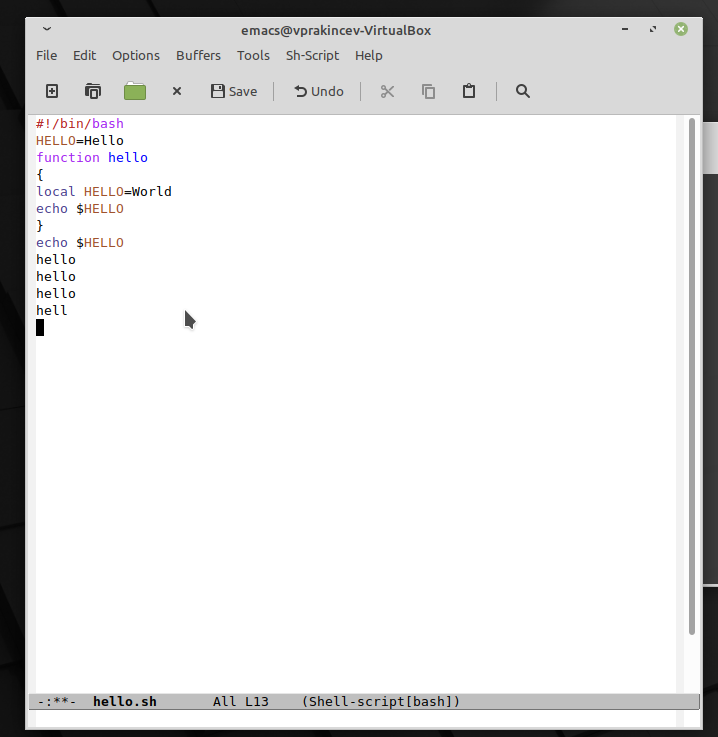 emacs@vprakincev-VirtualBox
File Edit Options Buffers Tools Sh-Script Help
Save Undo
#!/bin/bash
HELLO=Hello
function hello
{
local HELLO=World
echo $HELLO
}
echo $HELLO
hello
hello
hello
hell
-:**- hello.sh All L13 (Shell-script[bash])